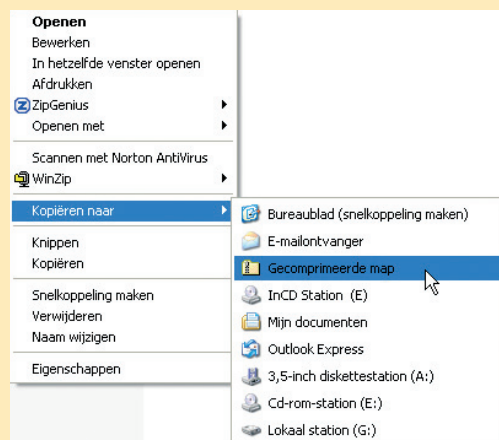 Openen
Bewerken
In hetzelfde venster openen
Afdrukken
ZipGenius
Openen met
Scannen met Norton AntiVirus
WinZip
Kopiëren naar
Knippen
Kopiëren
Snelkoppeling maken
Verwijderen
Naam wijzigen
Eigenschappen
Bureaublad (snelkoppeling maken)
E-mailontvanger
Gecomprimeerde map
InCD Station (E)
Mijn documenten
Outlook Express
3,5-inch diskettestation (A:)
Cd-rom-station (E:)
Lokaal station (G:)